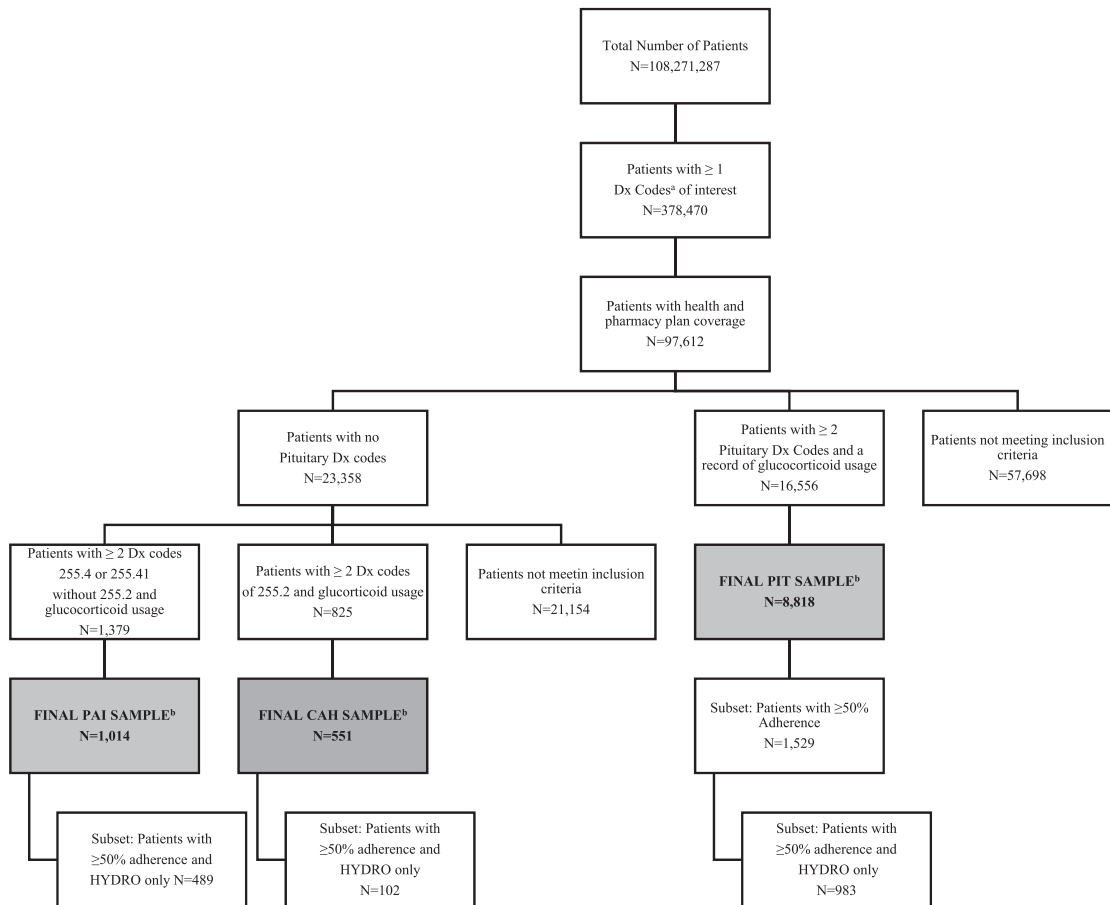 Total Number of Patients
N=108,271,287
Patients with ≥ 1
Dx Codesᵃ of interest
N=378,470
Patients with health and
pharmacy plan coverage
N=97,612
Patients with no
Pituitary Dx codes
N=23,358
Patients with ≥ 2
Pituitary Dx Codes and a
record of glucocorticoid usage
N=16,556
Patients not meeting inclusion
criteria
N=57,698
Patients with ≥ 2 Dx codes
255.4 or 255.41
without 255.2 and
glucocorticoid usage
N=1,379
Patients with ≥ 2 Dx codes
of 255.2 and glucorticoid usage
N=825
Patients not meetin inclusion
criteria
N=21,154
FINAL PIT SAMPLEᵇ
N=8,818
FINAL PAI SAMPLEᵇ
N=1,014
FINAL CAH SAMPLEᵇ
N=551
Subset: Patients with ≥50%
Adherence
N=1,529
Subset: Patients with
≥50% adherence and
HYDRO only N=489
Subset: Patients with
≥50% adherence and
HYDRO only
N=102
Subset: Patients with
≥50% adherence and
HYDRO only
N=983